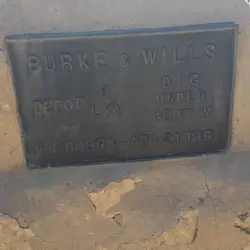 BURKE & WILLS
DEPOT
B
LXV
DIG
UNDER
40 FT W
DEC 6 1860 - APR 21 1861